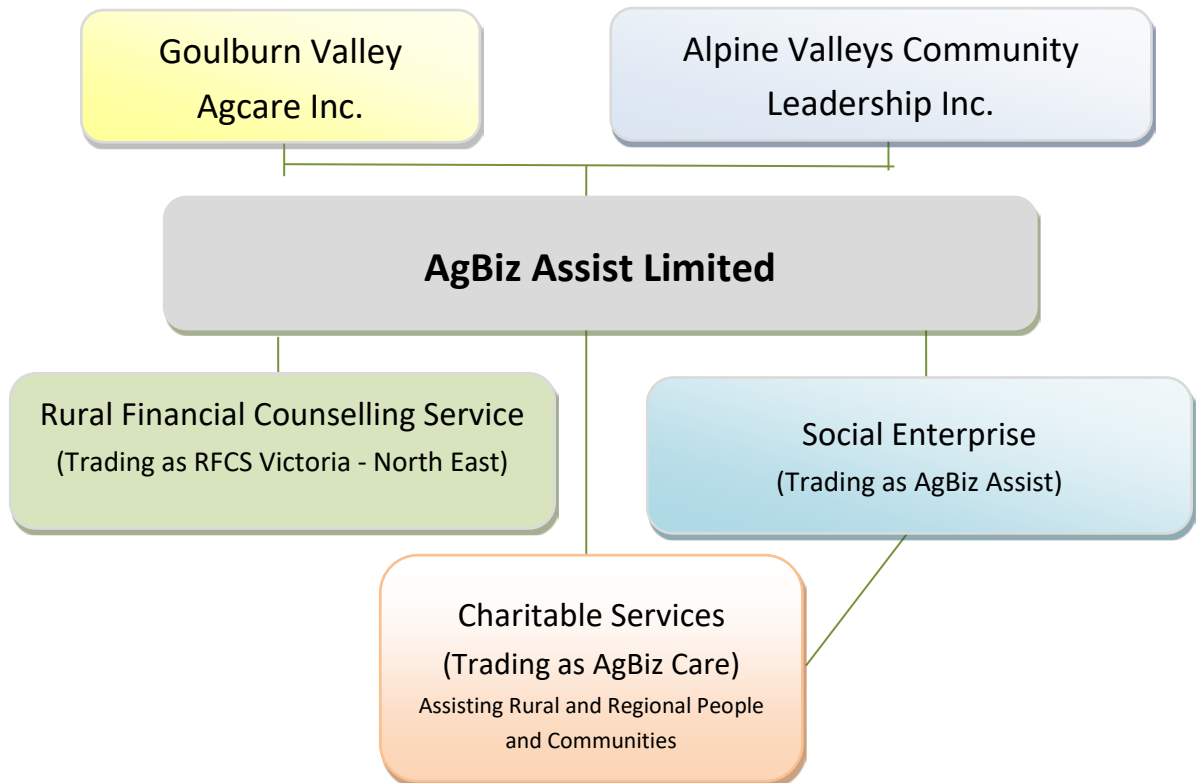 Goulburn Valley
Agcare Inc.
Alpine Valleys Community
Leadership Inc.
AgBiz Assist Limited
Rural Financial Counselling Service
(Trading as RFCS Victoria - North East)
Social Enterprise
(Trading as AgBiz Assist)
Charitable Services
(Trading as AgBiz Care)
Assisting Rural and Regional People
and Communities